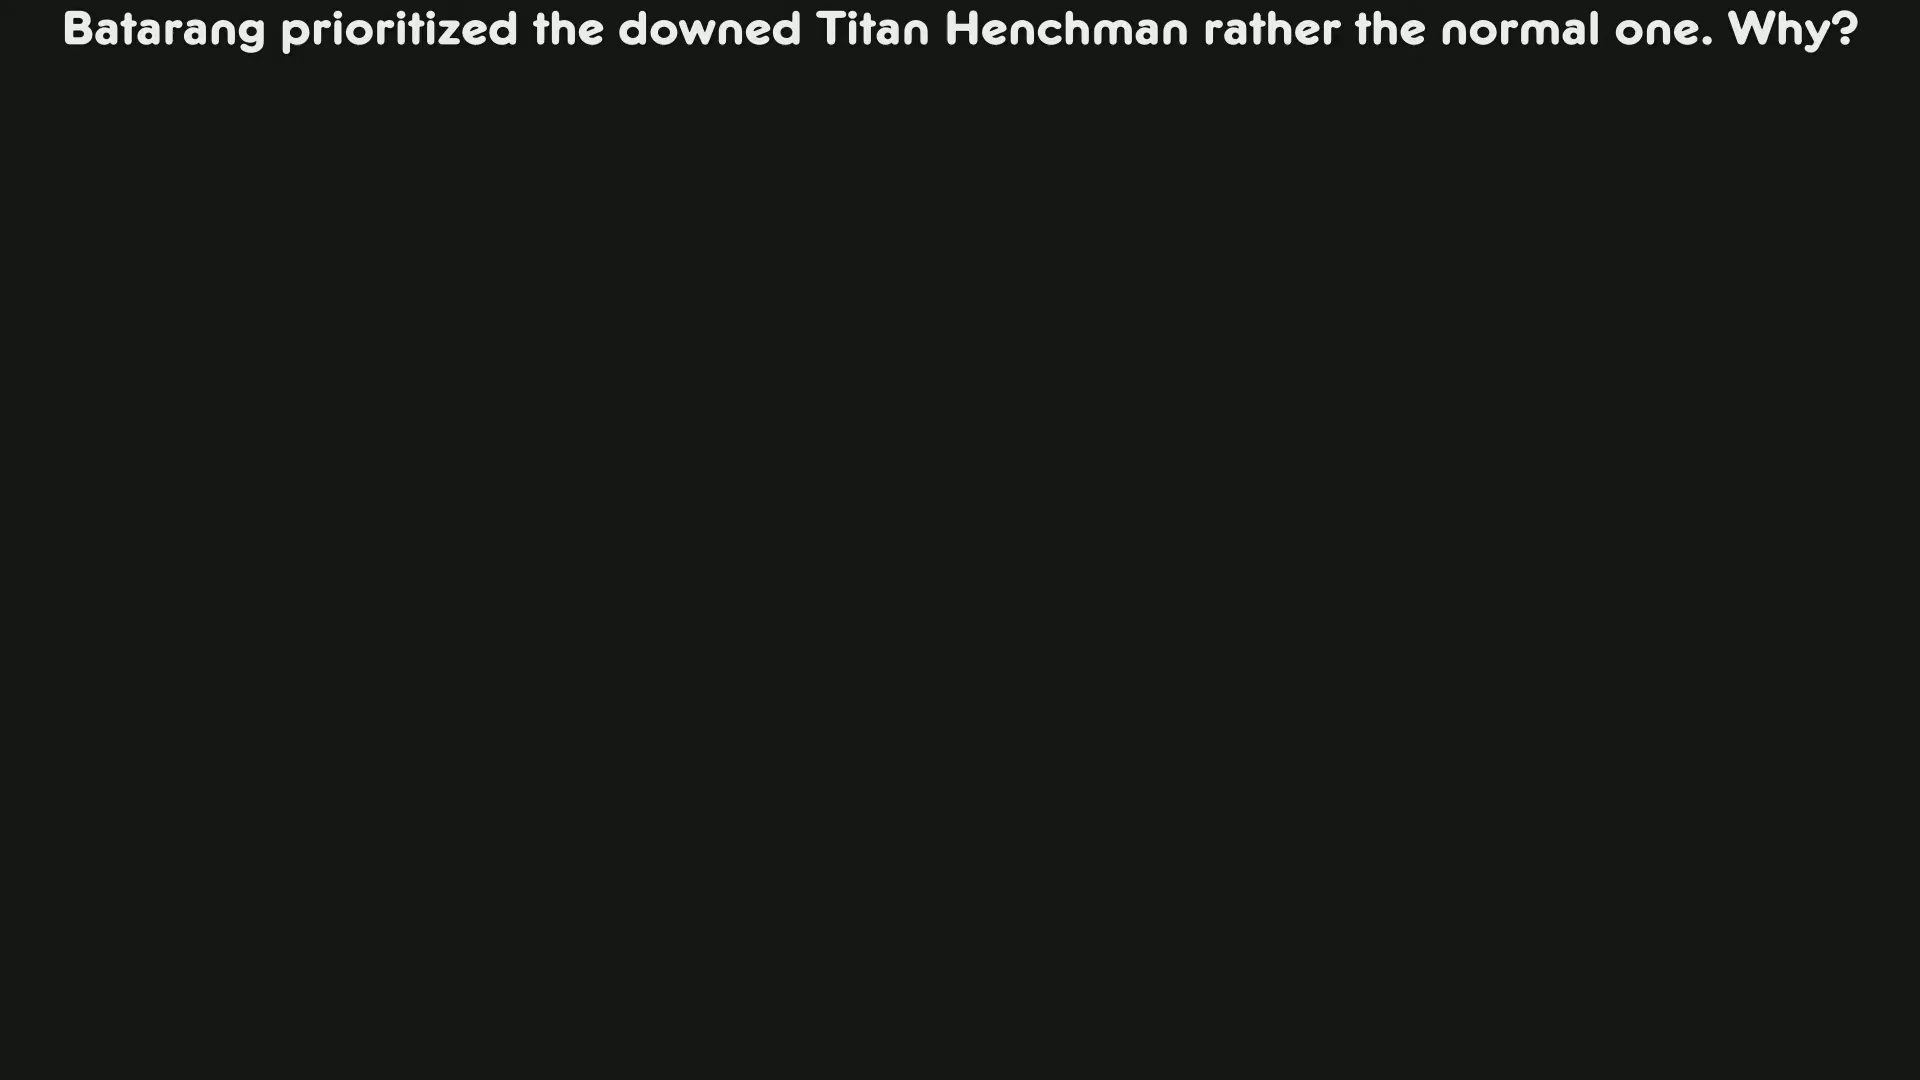 Batarang prioritized the downed Titan Henchman rather the normal one. Why?